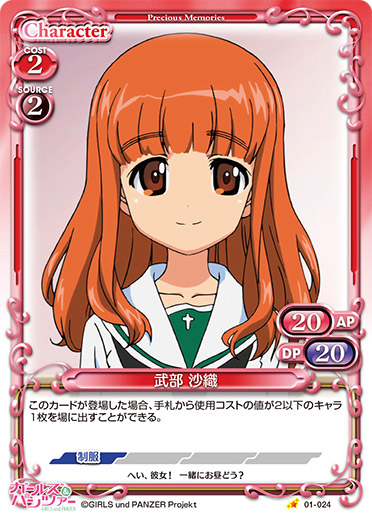 Precious Memories
Character
COST
2
SOURCE
2
20 AP
DP 20
武部 沙織
このカードが登場した場合、手札から使用コストの値が2以下のキャラ
1枚を場に出すことができる。
制服
へい、彼女! 一緒にお昼どう?
ガールズ&パンツァー
GIRLS und PANZER
©GIRLS und PANZER Projekt
01-024